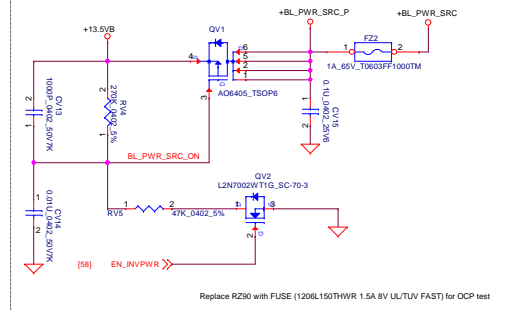 +BL_PWR_SRC_P
+BL_PWR_SRC
+13.5VB
QV1
FZ2
4
6
5
2
1
1
2
1A_65V_T0603FF1000TM
3
AO6405_TSOP6
2
1
CV13
1000P_0402_50V7K
2
1
RV4
270K_0402_5%
1
2
CV15
0.1U_0402_25V6
BL_PWR_SRC_ON
QV2
L2N7002WT1G_SC-70-3
1
2
CV14
0.01U_0402_50V7K
RV5
1
2
47K_0402_5%
1
3
2
[58]
EN_INVPWR
Replace RZ90 with FUSE (1206L150THWR 1.5A 8V UL/TUV FAST) for OCP test